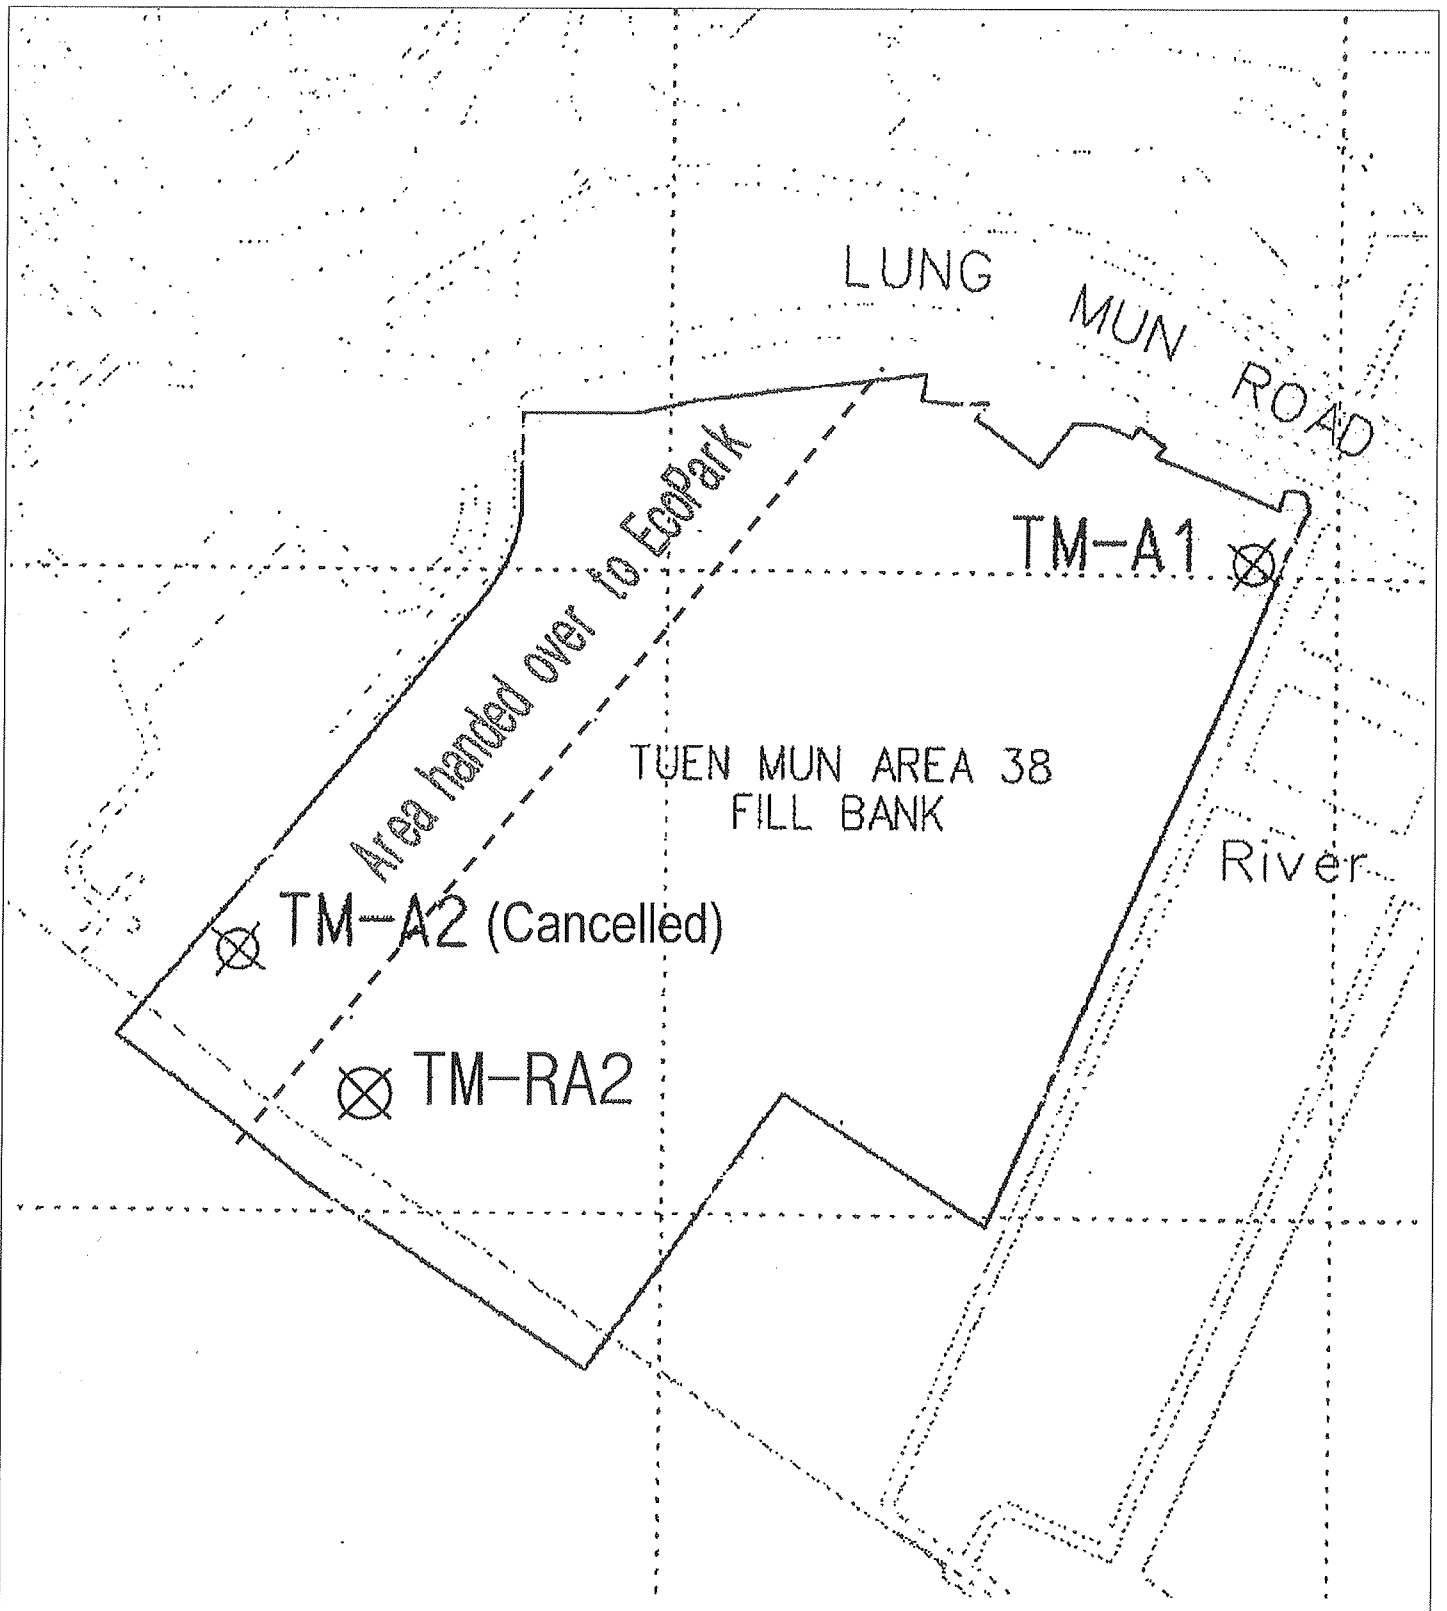 LUNG MUN ROAD
TM-A1
Area handed over to EcoPark
TUEN MUN AREA 38
FILL BANK
River
TM-A2 (Cancelled)
TM-RA2